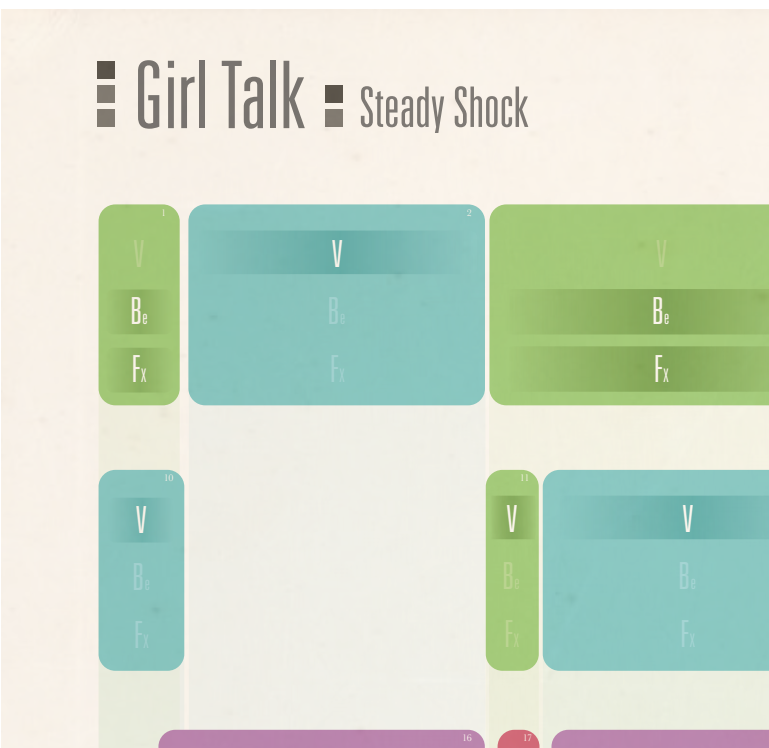 Girl Talk Steady Shock
1 2
V V V
Be Be Be
Fx Fx Fx
10 11
V V V
Be Be Be
Fx Fx Fx
16 17